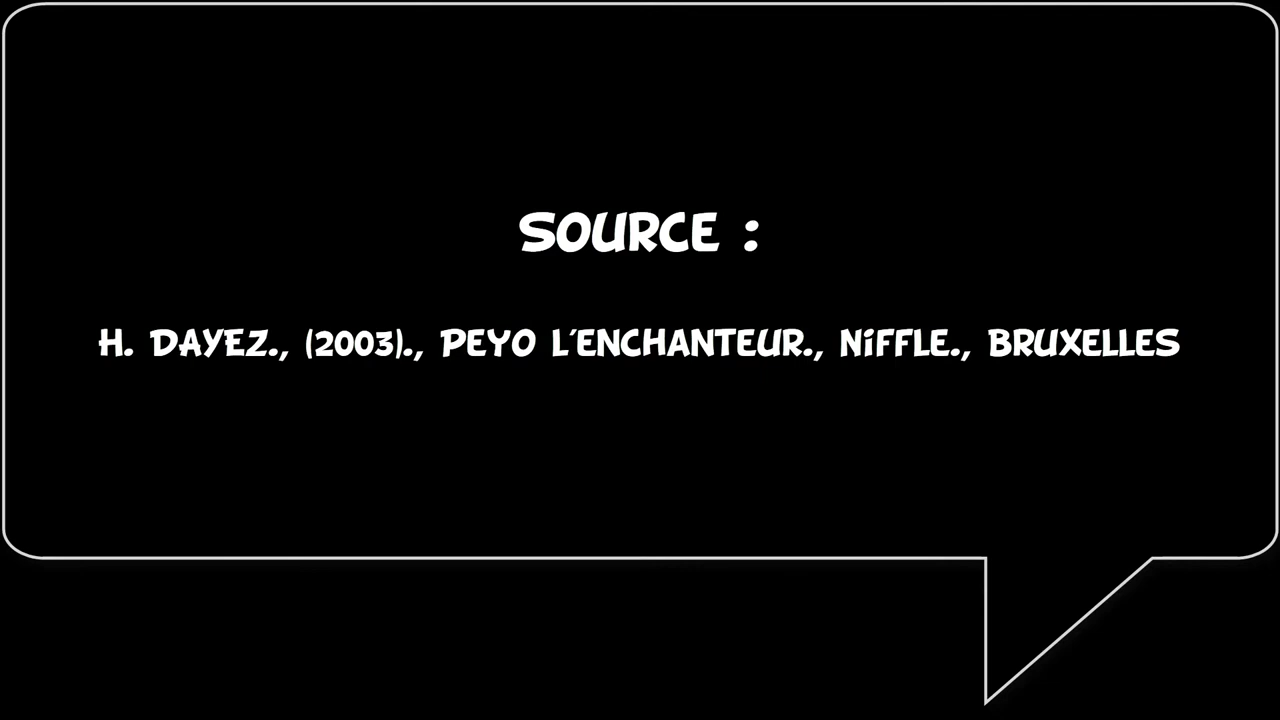 SOURCE :
H. DAYEZ., (2003)., PEYO L'ENCHANTEUR., NIFFLE., BRUXELLES